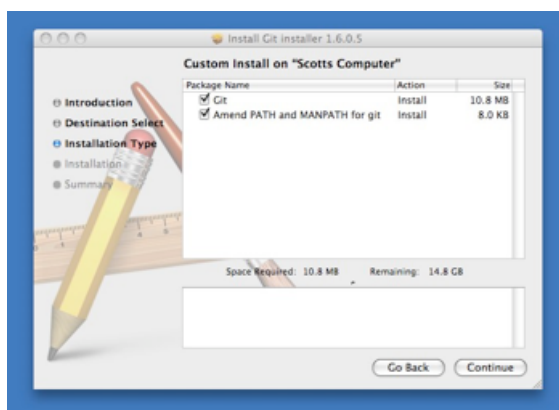 Install Git installer 1.6.0.5
Custom Install on "Scotts Computer"
Introduction
Destination Select
Installation Type
Installation
Summary
Package Name Action Size
Git Install 10.8 MB
Amend PATH and MANPATH for git Install 8.0 KB
Space Required: 10.8 MB Remaining: 14.8 GB
Go Back Continue